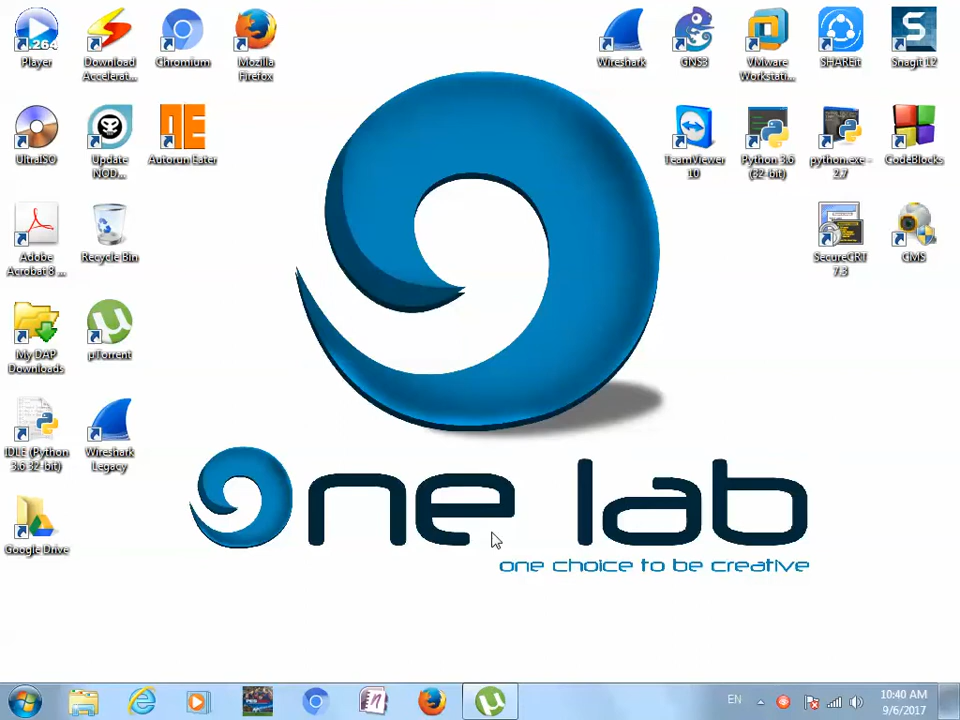 .264
Player
Download
Accelerat...
Chromium
Mozilla
Firefox
Wireshark
GNS3
VMware
Workstati...
SHAREit
S
Snagit 12
UltraISO
Update
NOD...
Autorun Eater
TeamViewer
10
Python 3.6
(32-bit)
python.exe -
2.7
CodeBlocks
Adobe
Acrobat 8 ...
Recycle Bin
SecureCRT
7.3
CMS
My DAP
Downloads
µTorrent
IDLE (Python
3.6 32-bit)
Wireshark
Legacy
Google Drive
one lab
one choice to be creative
EN
10:40 AM
9/6/2017